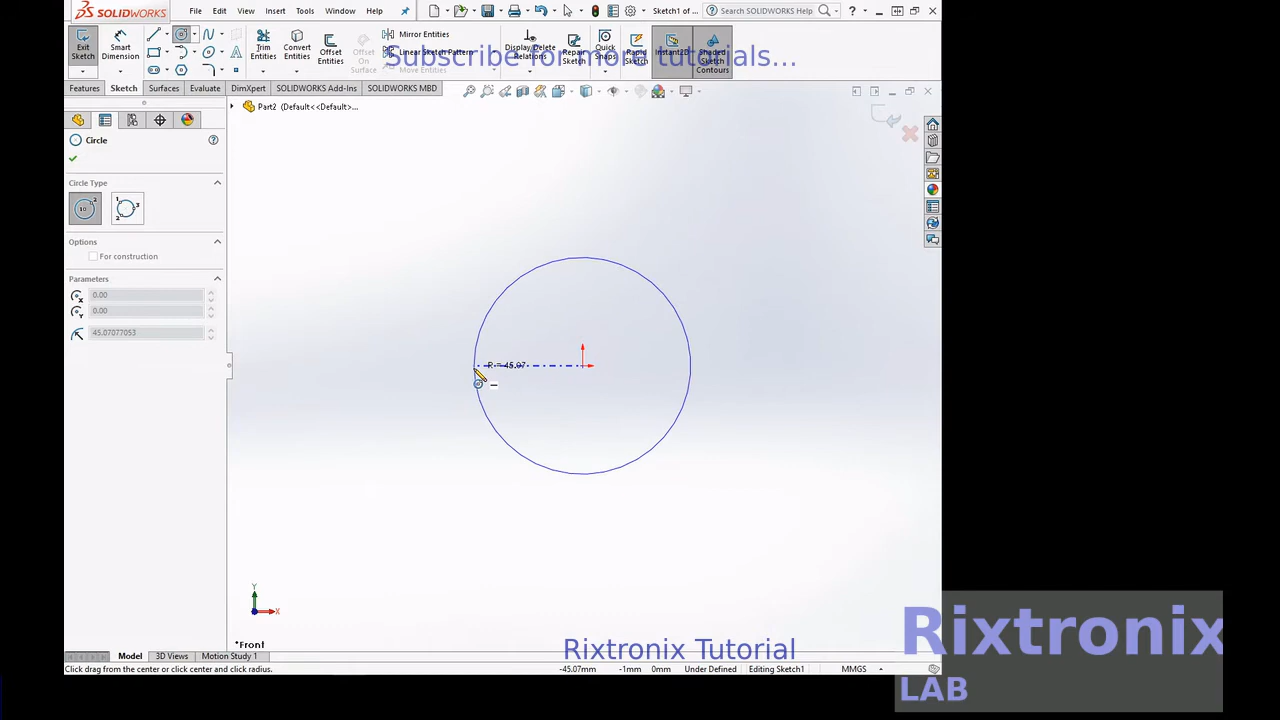 SOLIDWORKS File Edit View Insert Tools Window Help Sketch1 of ... Search SOLIDWORKS Help ?
Exit Sketch Smart Dimension Trim Entities Convert Entities Offset Entities Offset On Surface Mirror Entities Linear Sketch Pattern Move Entities Display/Delete Relations Repair Sketch Quick Snaps Rapid Sketch Instant2D Shaded Sketch Contours
Subscribe for more tutorials...
Features Sketch Surfaces Evaluate DimXpert SOLIDWORKS Add-Ins SOLIDWORKS MBD
Part2 (Default<<Default>...
Circle
Circle Type
Options
For construction
Parameters
0.00
0.00
45.07077053
R = 45.07
Y
X
*Front
Rixtronix
LAB
Rixtronix Tutorial
Model 3D Views Motion Study 1
Click drag from the center or click center and click radius. -45.07mm -1mm 0mm Under Defined Editing Sketch1 MMGS